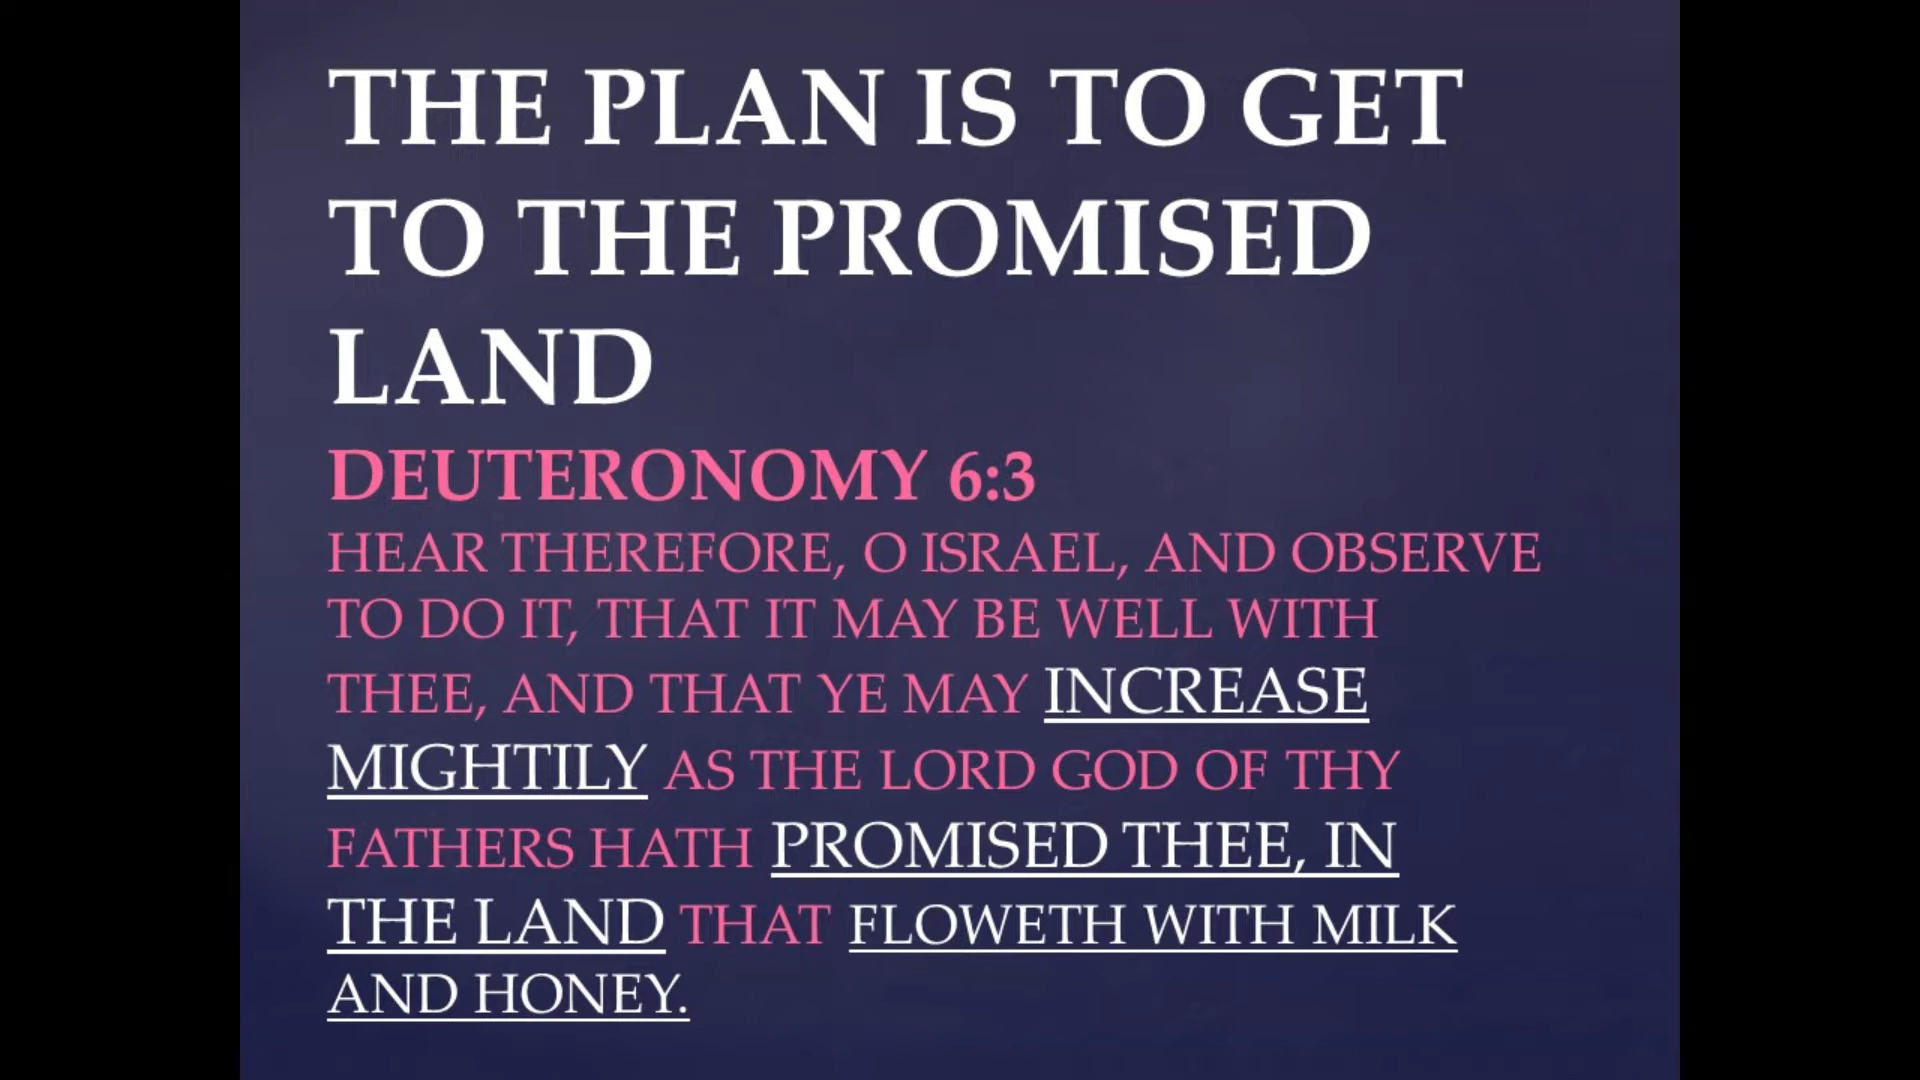 THE PLAN IS TO GET
TO THE PROMISED
LAND
DEUTERONOMY 6:3
HEAR THEREFORE, O ISRAEL, AND OBSERVE
TO DO IT, THAT IT MAY BE WELL WITH
THEE, AND THAT YE MAY INCREASE
MIGHTILY AS THE LORD GOD OF THY
FATHERS HATH PROMISED THEE, IN
THE LAND THAT FLOWETH WITH MILK
AND HONEY.